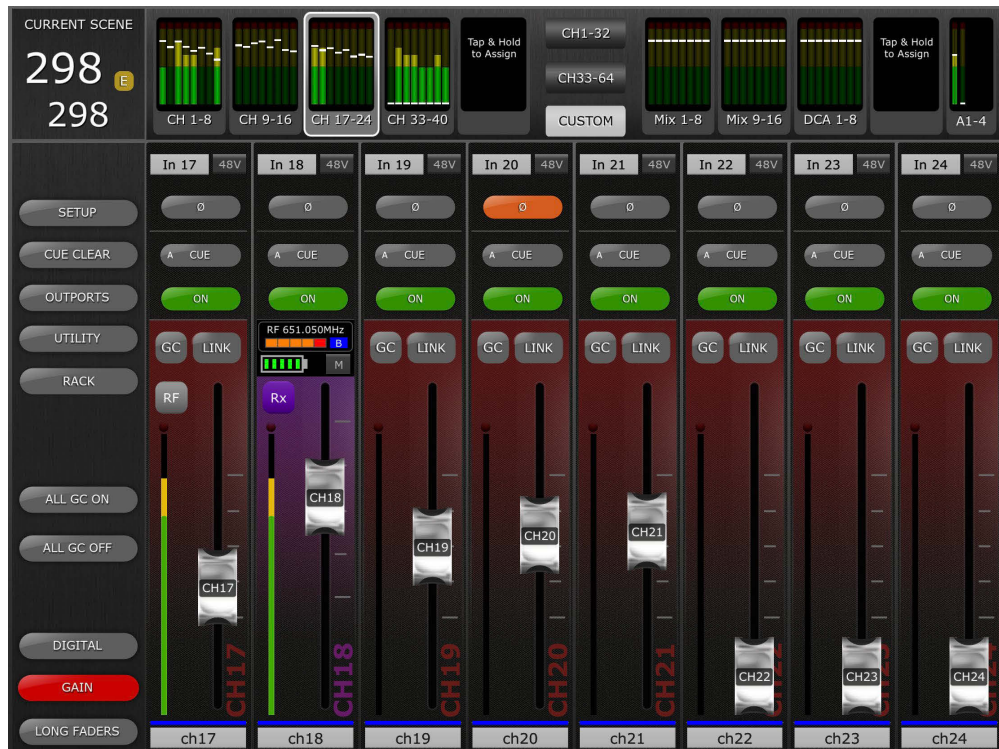 CURRENT SCENE
298 E
298
CH 1-8
CH 9-16
CH 17-24
CH 33-40
Tap & Hold
to Assign
CH1-32
CH33-64
CUSTOM
Mix 1-8
Mix 9-16
DCA 1-8
Tap & Hold
to Assign
A1-4
In 17 48V In 18 48V In 19 48V In 20 48V In 21 48V In 22 48V In 23 48V In 24 48V
SETUP
Ø Ø Ø Ø Ø Ø Ø Ø
CUE CLEAR
A CUE A CUE A CUE A CUE A CUE A CUE A CUE A CUE
OUTPORTS
ON ON ON ON ON ON ON ON
UTILITY
RF 651.050MHz
B
GC LINK GC LINK GC LINK GC LINK GC LINK GC LINK GC LINK
M
RACK
RF Rx
ALL GC ON
ALL GC OFF
CH17 CH18 CH19 CH20 CH21 CH22 CH23 CH24
DIGITAL
GAIN
LONG FADERS
CH17 CH18 CH19 CH20 CH21 CH22 CH23 CH24
ch17 ch18 ch19 ch20 ch21 ch22 ch23 ch24